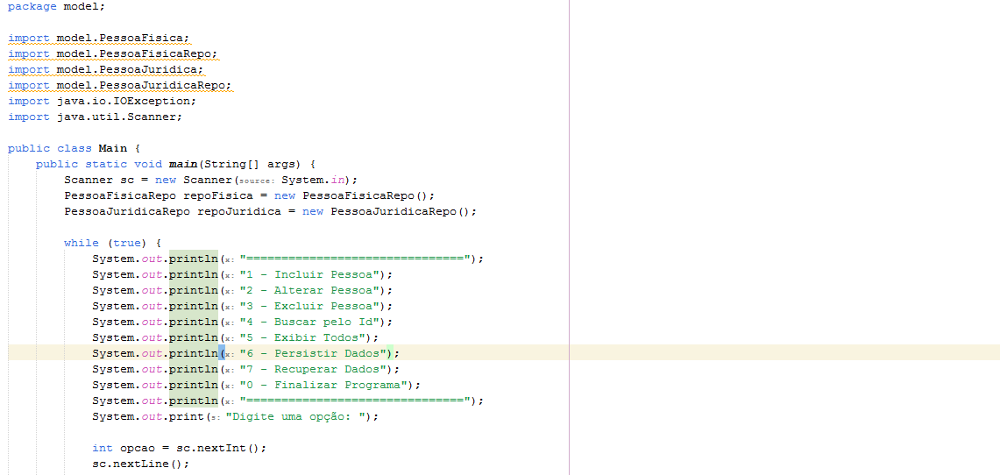 package model;
import model.PessoaFisica;
import model.PessoaFisicaRepo;
import model.PessoaJuridica;
import model.PessoaJuridicaRepo;
import java.io.IOException;
import java.util.Scanner;
public class Main {
public static void main(String[] args) {
Scanner sc = new Scanner(source: System.in);
PessoaFisicaRepo repoFisica = new PessoaFisicaRepo();
PessoaJuridicaRepo repoJuridica = new PessoaJuridicaRepo();
while (true) {
System.out.println(x: "===============================");
System.out.println(x: "1 - Incluir Pessoa");
System.out.println(x: "2 - Alterar Pessoa");
System.out.println(x: "3 - Excluir Pessoa");
System.out.println(x: "4 - Buscar pelo Id");
System.out.println(x: "5 - Exibir Todos");
System.out.println(x: "6 - Persistir Dados");
System.out.println(x: "7 - Recuperar Dados");
System.out.println(x: "0 - Finalizar Programa");
System.out.println(x: "===============================");
System.out.print(s: "Digite uma opção: ");
int opcao = sc.nextInt();
sc.nextLine();